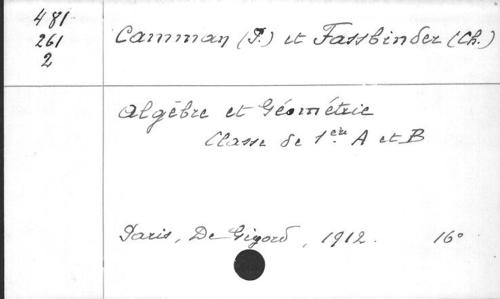 481
261
2
Camman (P.) et Fassbinder (Ch.)
Algèbre et Géométrie
Classe de 1ère A et B
Paris, De Gigord, 1912. 16°